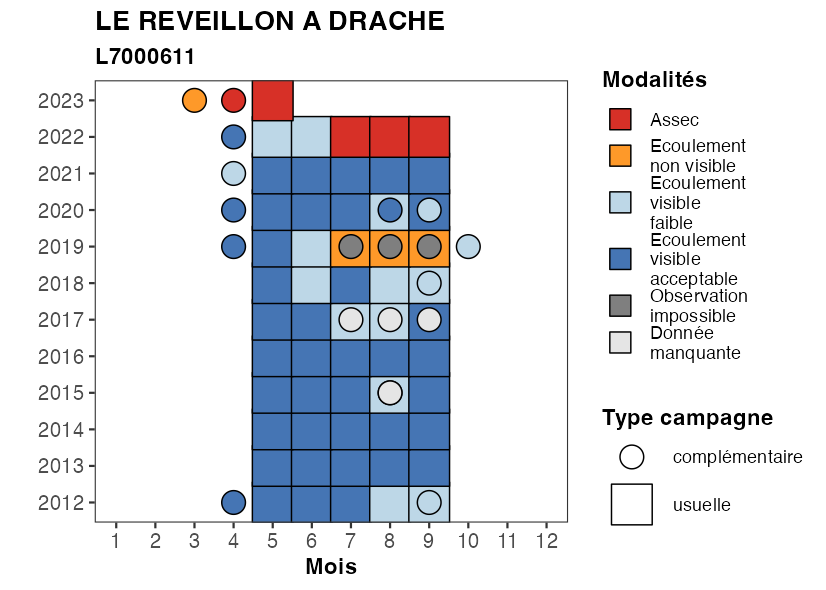 LE REVEILLON A DRACHE
L7000611
2023
2022
2021
2020
2019
2018
2017
2016
2015
2014
2013
2012
1 2 3 4 5 6 7 8 9 10 11 12
Mois
Modalités
Assec
Ecoulement
non visible
Ecoulement
visible
faible
Ecoulement
visible
acceptable
Observation
impossible
Donnée
manquante
Type campagne
complémentaire
usuelle